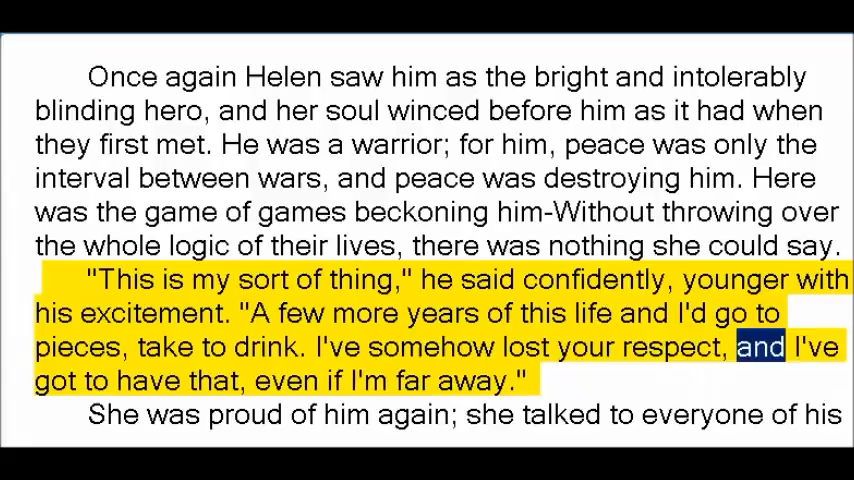 Once again Helen saw him as the bright and intolerably
blinding hero, and her soul winced before him as it had when
they first met. He was a warrior; for him, peace was only the
interval between wars, and peace was destroying him. Here
was the game of games beckoning him-Without throwing over
the whole logic of their lives, there was nothing she could say.
"This is my sort of thing," he said confidently, younger with
his excitement. "A few more years of this life and I'd go to
pieces, take to drink. I've somehow lost your respect, and I've
got to have that, even if I'm far away."
She was proud of him again; she talked to everyone of his